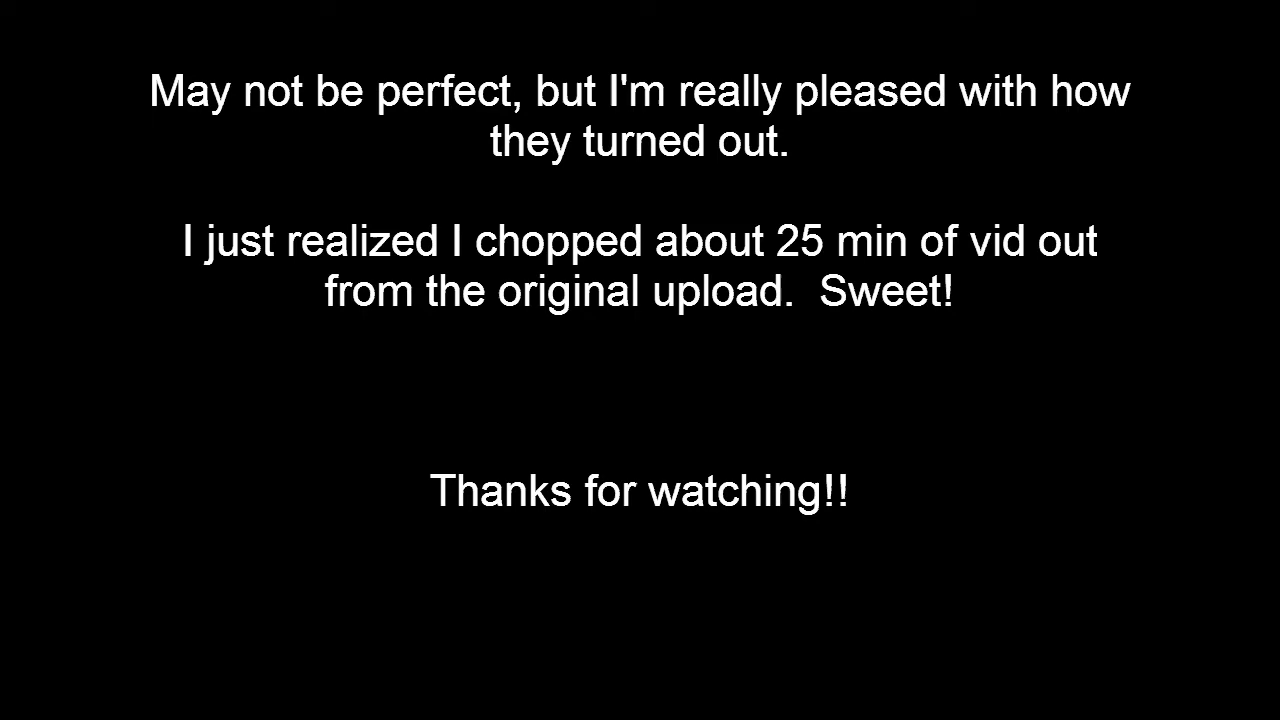 May not be perfect, but I'm really pleased with how
they turned out.
I just realized I chopped about 25 min of vid out
from the original upload.  Sweet!
Thanks for watching!!